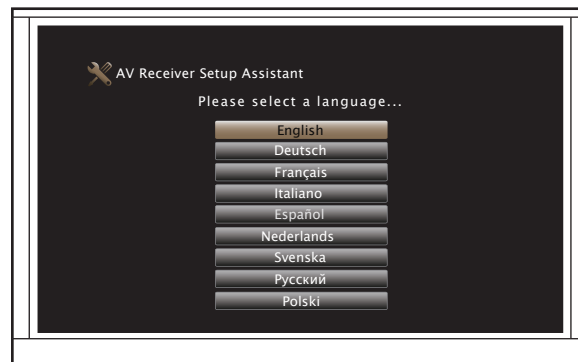 AV Receiver Setup Assistant
Please select a language...
English
Deutsch
Français
Italiano
Español
Nederlands
Svenska
Русский
Polski